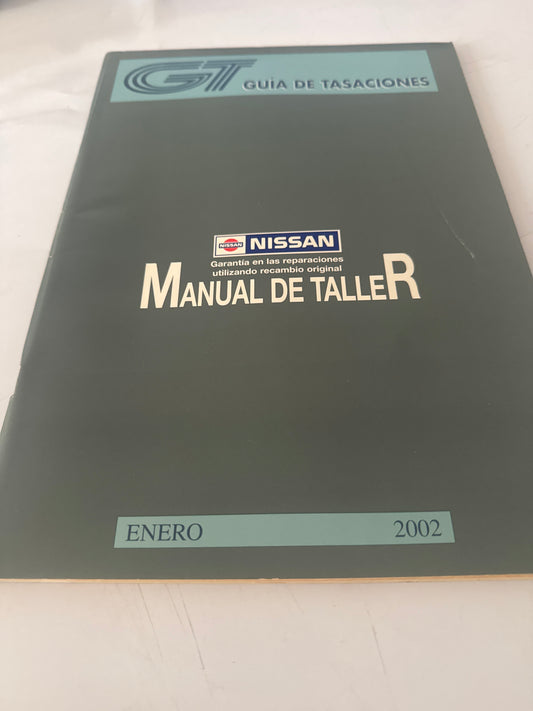 GT GUÍA DE TASACIONES
NISSAN NISSAN
Garantía en las reparaciones
utilizando recambio original
MANUAL DE TALLER
ENERO 2002